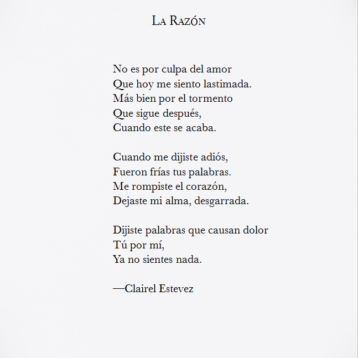 La Razón
No es por culpa del amor
Que hoy me siento lastimada.
Más bien por el tormento
Que sigue después,
Cuando este se acaba.
Cuando me dijiste adiós,
Fueron frías tus palabras.
Me rompiste el corazón,
Dejaste mi alma, desgarrada.
Dijiste palabras que causan dolor
Tú por mí,
Ya no sientes nada.
—Clairel Estevez